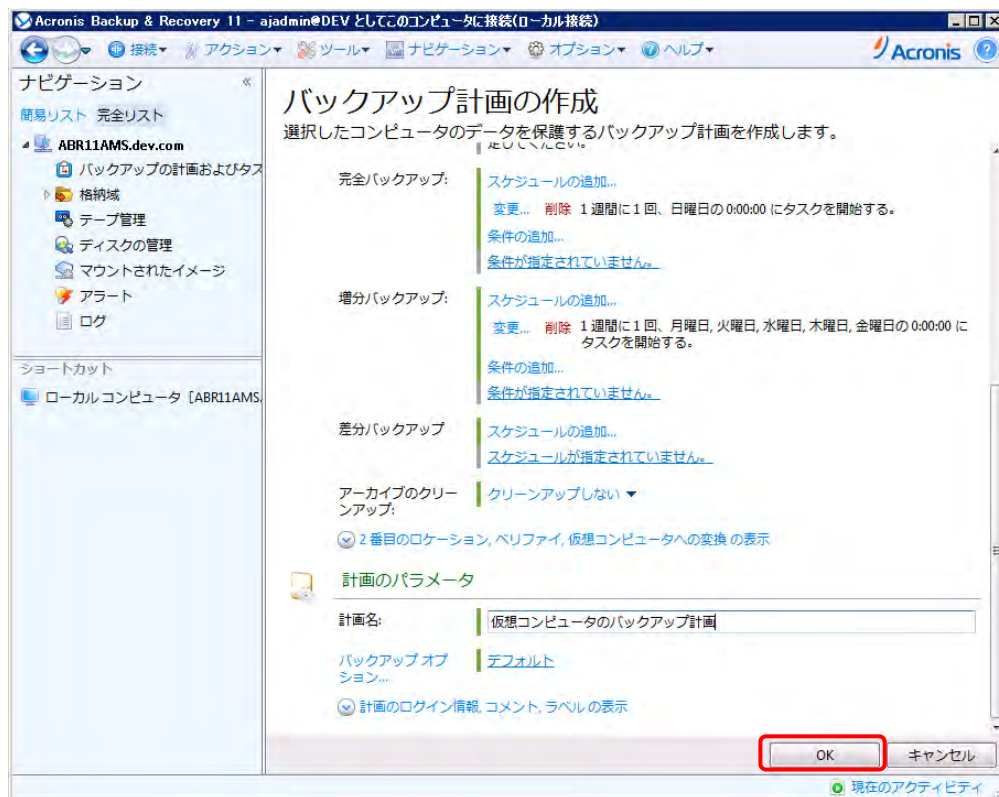 Acronis Backup & Recovery 11 - ajadmin@DEV としてこのコンピュータに接続(ローカル接続)
接続 アクション ツール ナビゲーション オプション ヘルプ Acronis
ナビゲーション
簡易リスト 完全リスト
ABR11AMS.dev.com
バックアップの計画およびタス
格納域
テープ管理
ディスクの管理
マウントされたイメージ
アラート
ログ
ショートカット
ローカル コンピュータ [ABR11AMS.
バックアップ計画の作成
選択したコンピュータのデータを保護するバックアップ計画を作成します。
完全バックアップ: スケジュールの追加...
変更... 削除 1 週間に 1 回、日曜日の 0:00:00 にタスクを開始する。
条件の追加...
条件が指定されていません。
増分バックアップ: スケジュールの追加...
変更... 削除 1 週間に 1 回、月曜日, 火曜日, 水曜日, 木曜日, 金曜日の 0:00:00 に
タスクを開始する。
条件の追加...
条件が指定されていません。
差分バックアップ スケジュールの追加...
スケジュールが指定されていません。
アーカイブのクリー クリーンアップしない
ンアップ:
2 番目のロケーション, ベリファイ, 仮想コンピュータへの変換 の表示
計画のパラメータ
計画名: 仮想コンピュータのバックアップ計画
バックアップ オプ デフォルト
ション...
計画のログイン情報, コメント, ラベル の表示
OK キャンセル
現在のアクティビティ